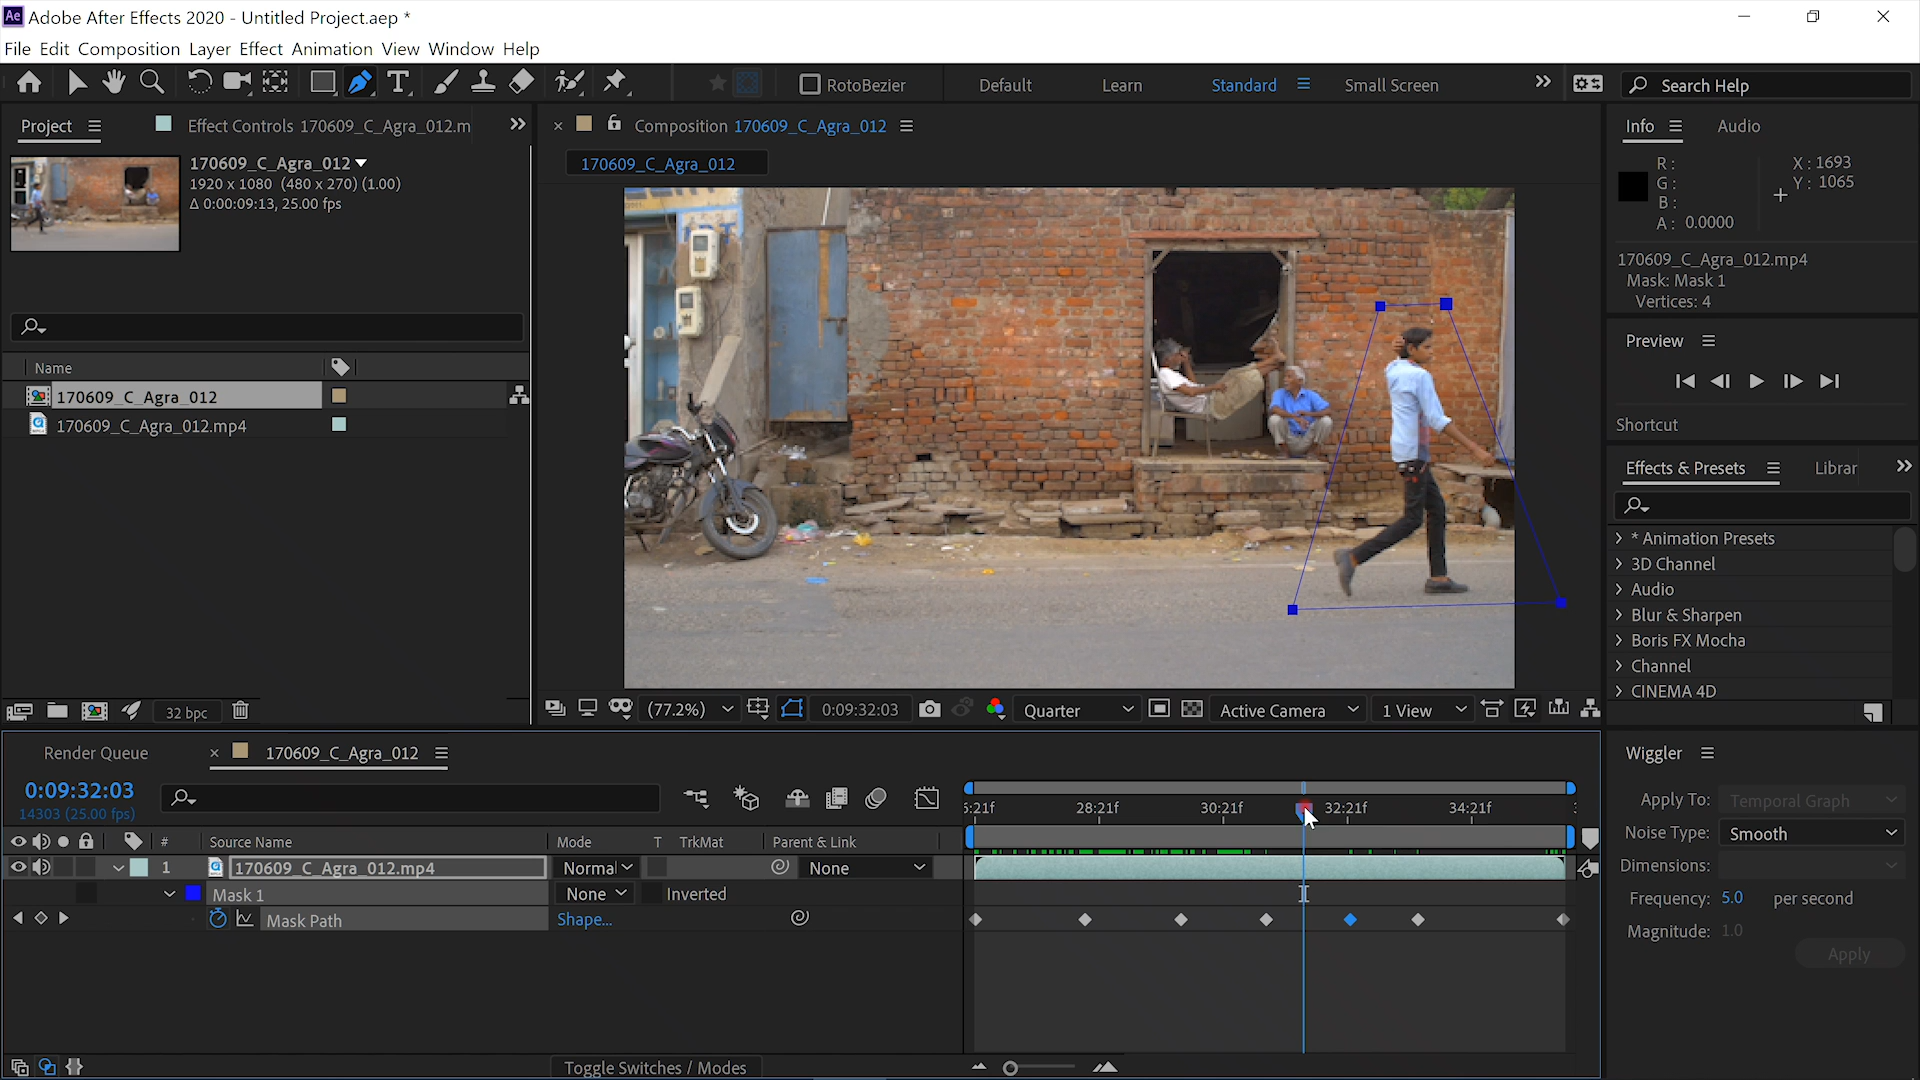 Ae Adobe After Effects 2020 - Untitled Project.aep *
File Edit Composition Layer Effect Animation View Window Help
RotoBezier Default Learn Standard Small Screen Search Help
Project Effect Controls 170609_C_Agra_012.m
170609_C_Agra_012
1920 x 1080 (480 x 270) (1.00)
Δ 0:00:09:13, 25.00 fps
Name
170609_C_Agra_012
170609_C_Agra_012.mp4
32 bpc
Composition 170609_C_Agra_012
170609_C_Agra_012
(77.2%) 0:09:32:03 Quarter Active Camera 1 View
Info Audio
R: X: 1693
G: Y: 1065
B:
A: 0.0000
170609_C_Agra_012.mp4
Mask: Mask 1
Vertices: 4
Preview
Shortcut
Effects & Presets Librar
* Animation Presets
3D Channel
Audio
Blur & Sharpen
Boris FX Mocha
Channel
CINEMA 4D
Render Queue 170609_C_Agra_012
0:09:32:03
14303 (25.00 fps)
5:21f 28:21f 30:21f 32:21f 34:21f
# Source Name Mode T TrkMat Parent & Link
1 170609_C_Agra_012.mp4 Normal None
Mask 1 None Inverted
Mask Path Shape...
Toggle Switches / Modes
Wiggler
Apply To: Temporal Graph
Noise Type: Smooth
Dimensions:
Frequency: 5.0 per second
Magnitude: 1.0
Apply